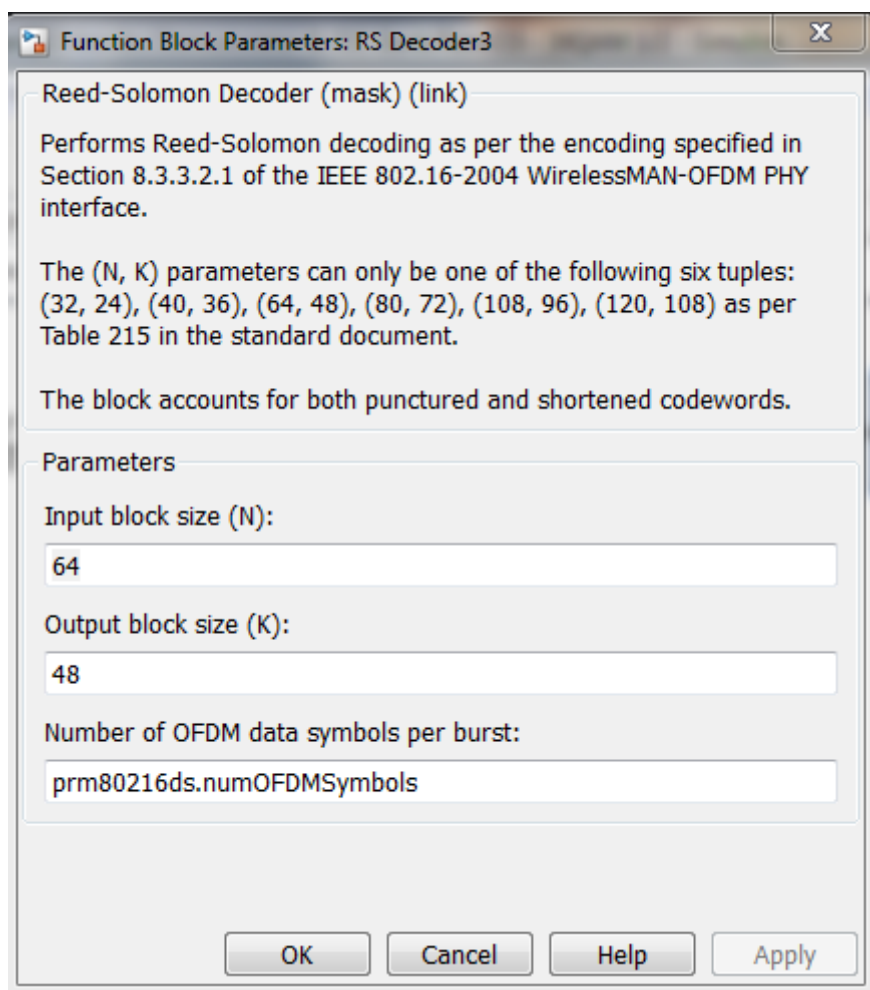 Function Block Parameters: RS Decoder3
Reed-Solomon Decoder (mask) (link)
Performs Reed-Solomon decoding as per the encoding specified in
Section 8.3.3.2.1 of the IEEE 802.16-2004 WirelessMAN-OFDM PHY
interface.
The (N, K) parameters can only be one of the following six tuples:
(32, 24), (40, 36), (64, 48), (80, 72), (108, 96), (120, 108) as per
Table 215 in the standard document.
The block accounts for both punctured and shortened codewords.
Parameters
Input block size (N):
64
Output block size (K):
48
Number of OFDM data symbols per burst:
prm80216ds.numOFDMSymbols
OK Cancel Help Apply